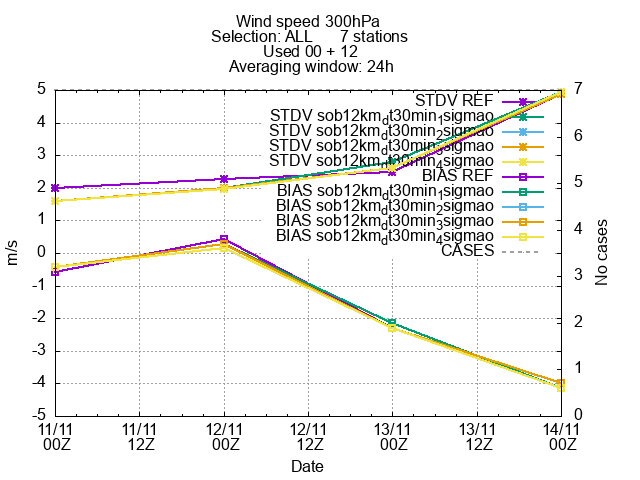 Wind speed 300hPa
Selection: ALL 7 stations
Used 00 + 12
Averaging window: 24h
STDV REF
STDV sob12km_dt30min_1sigmao
STDV sob12km_dt30min_2sigmao
STDV sob12km_dt30min_3sigmao
STDV sob12km_dt30min_4sigmao
BIAS REF
BIAS sob12km_dt30min_1sigmao
BIAS sob12km_dt30min_2sigmao
BIAS sob12km_dt30min_3sigmao
BIAS sob12km_dt30min_4sigmao
CASES
5
4
3
2
1
0
-1
-2
-3
-4
-5
m/s
7
6
5
4
3
2
1
0
No cases
11/11 11/11 12/11 12/11 13/11 13/11 14/11
00Z 12Z 00Z 12Z 00Z 12Z 00Z
Date